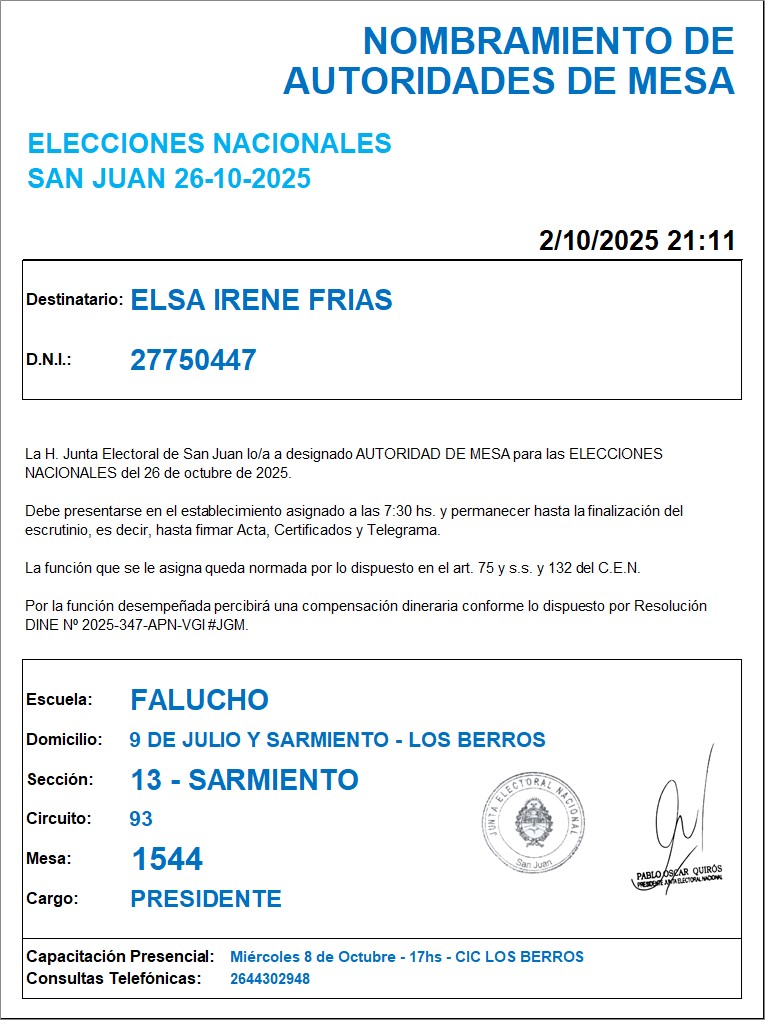 NOMBRAMIENTO DE
AUTORIDADES DE MESA
ELECCIONES NACIONALES
SAN JUAN 26-10-2025
2/10/2025 21:11
Destinatario: ELSA IRENE FRIAS
D.N.I.: 27750447
La H. Junta Electoral de San Juan lo/a a designado AUTORIDAD DE MESA para las ELECCIONES
NACIONALES del 26 de octubre de 2025.
Debe presentarse en el establecimiento asignado a las 7:30 hs. y permanecer hasta la finalización del
escrutinio, es decir, hasta firmar Acta, Certificados y Telegrama.
La función que se le asigna queda normada por lo dispuesto en el art. 75 y s.s. y 132 del C.E.N.
Por la función desempeñada percibirá una compensación dineraria conforme lo dispuesto por Resolución
DINE Nº 2025-347-APN-VGI#JGM.
Escuela: FALUCHO
Domicilio: 9 DE JULIO Y SARMIENTO - LOS BERROS
Sección: 13 - SARMIENTO
Circuito: 93
Mesa: 1544
Cargo: PRESIDENTE
JUNTA ELECTORAL NACIONAL
San Juan
PABLO OSCAR QUIRÓS
PRESIDENTE JUNTA ELECTORAL NACIONAL
Capacitación Presencial: Miércoles 8 de Octubre - 17hs - CIC LOS BERROS
Consultas Telefónicas: 2644302948